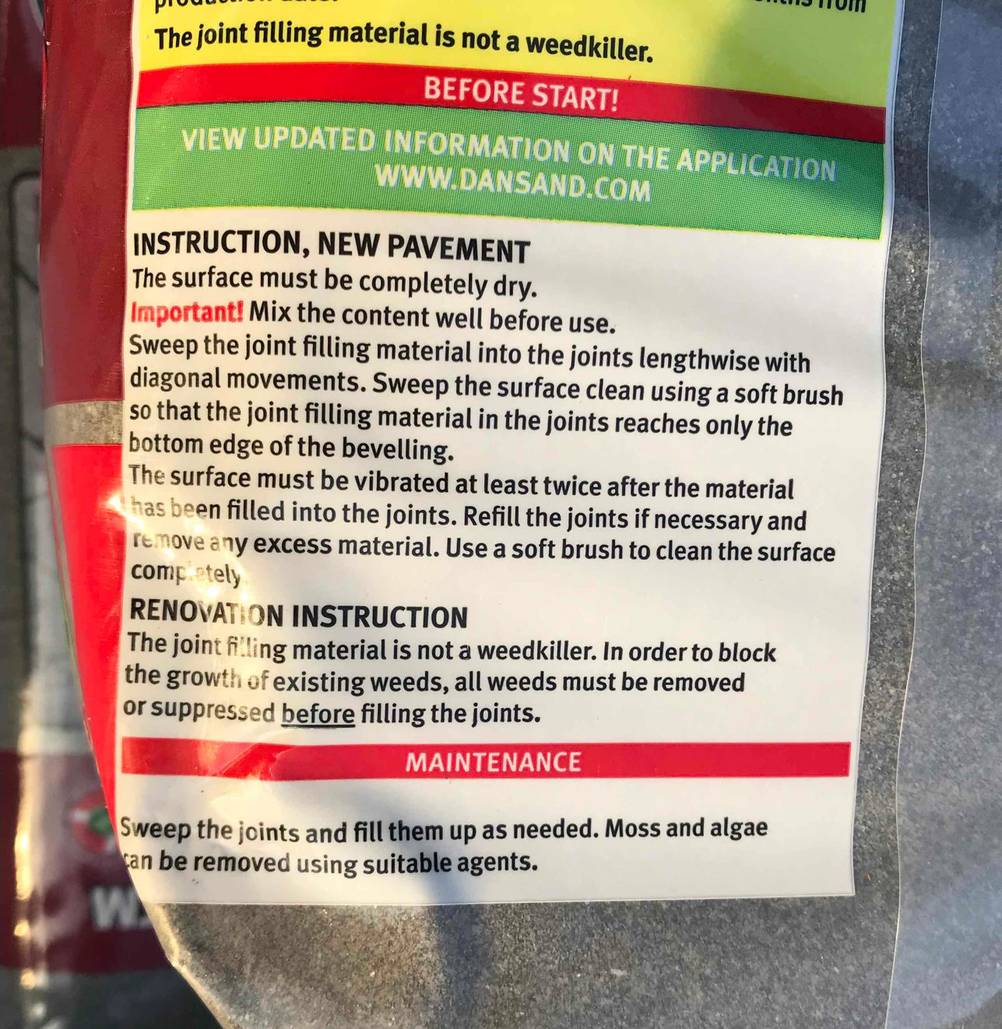 The joint filling material is not a weedkiller.
BEFORE START!
VIEW UPDATED INFORMATION ON THE APPLICATION
WWW.DANSAND.COM
INSTRUCTION, NEW PAVEMENT
The surface must be completely dry.
Important! Mix the content well before use.
Sweep the joint filling material into the joints lengthwise with
diagonal movements. Sweep the surface clean using a soft brush
so that the joint filling material in the joints reaches only the
bottom edge of the bevelling.
The surface must be vibrated at least twice after the material
has been filled into the joints. Refill the joints if necessary and
remove any excess material. Use a soft brush to clean the surface
completely
RENOVATION INSTRUCTION
The joint filling material is not a weedkiller. In order to block
the growth of existing weeds, all weeds must be removed
or suppressed before filling the joints.
MAINTENANCE
Sweep the joints and fill them up as needed. Moss and algae
can be removed using suitable agents.